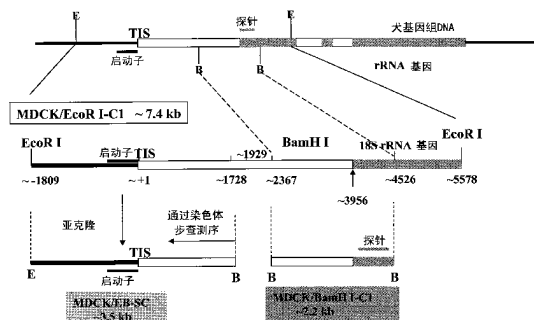 E
TIS
探针
E
犬基因组DNA
启动子
B
B
rRNA 基因
MDCK/EcoR I-C1 ~ 7.4 kb
EcoR I
启动子
TIS
BamH I
18S rRNA 基因
EcoR I
~1929
~ -1809
~ +1
~1728
~2367
~4526
~5578
~3956
亚克隆
通过染色体
步查测序
TIS
探针
E
启动子
B
B
B
MDCK/EB-SC
~3.5 kb
MDCK/BamH I-C1
~2.2 kb